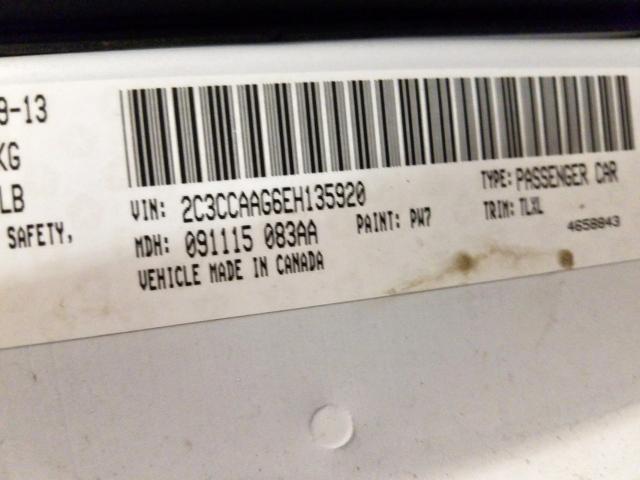 9-13
KG
LB
SAFETY,
VIN: 2C3CCAAG6EH135920
TYPE: PASSENGER CAR
MDH: 091115 083AA
PAINT: PW7
TRIM: TLXL
VEHICLE MADE IN CANADA
4658843